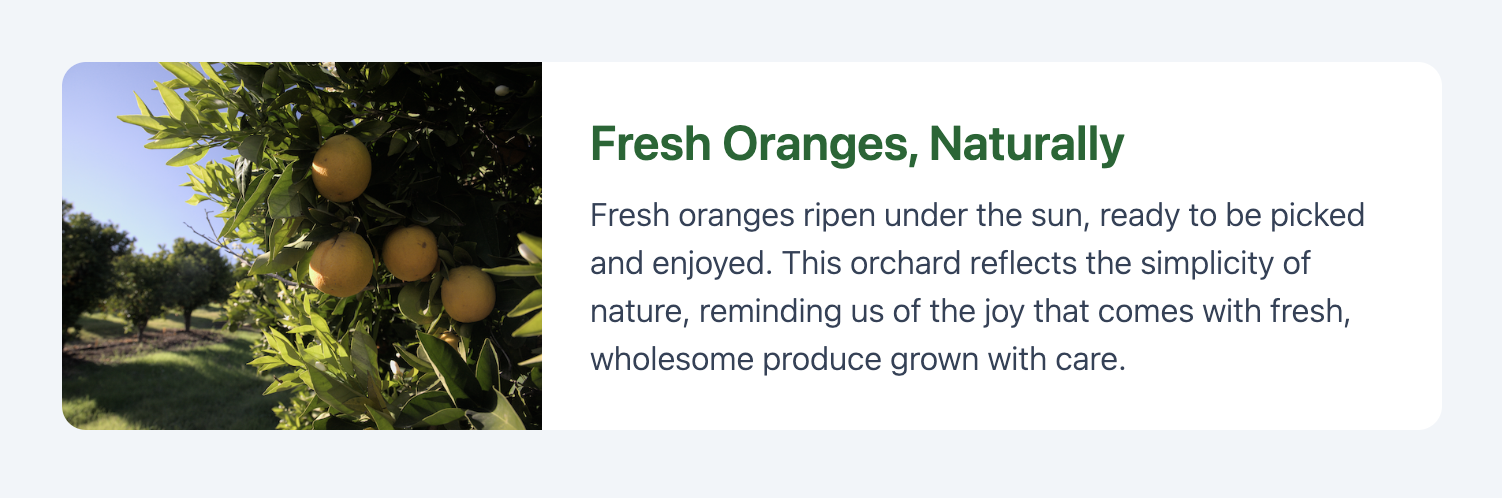 Fresh Oranges, Naturally
Fresh oranges ripen under the sun, ready to be picked
and enjoyed. This orchard reflects the simplicity of
nature, reminding us of the joy that comes with fresh,
wholesome produce grown with care.